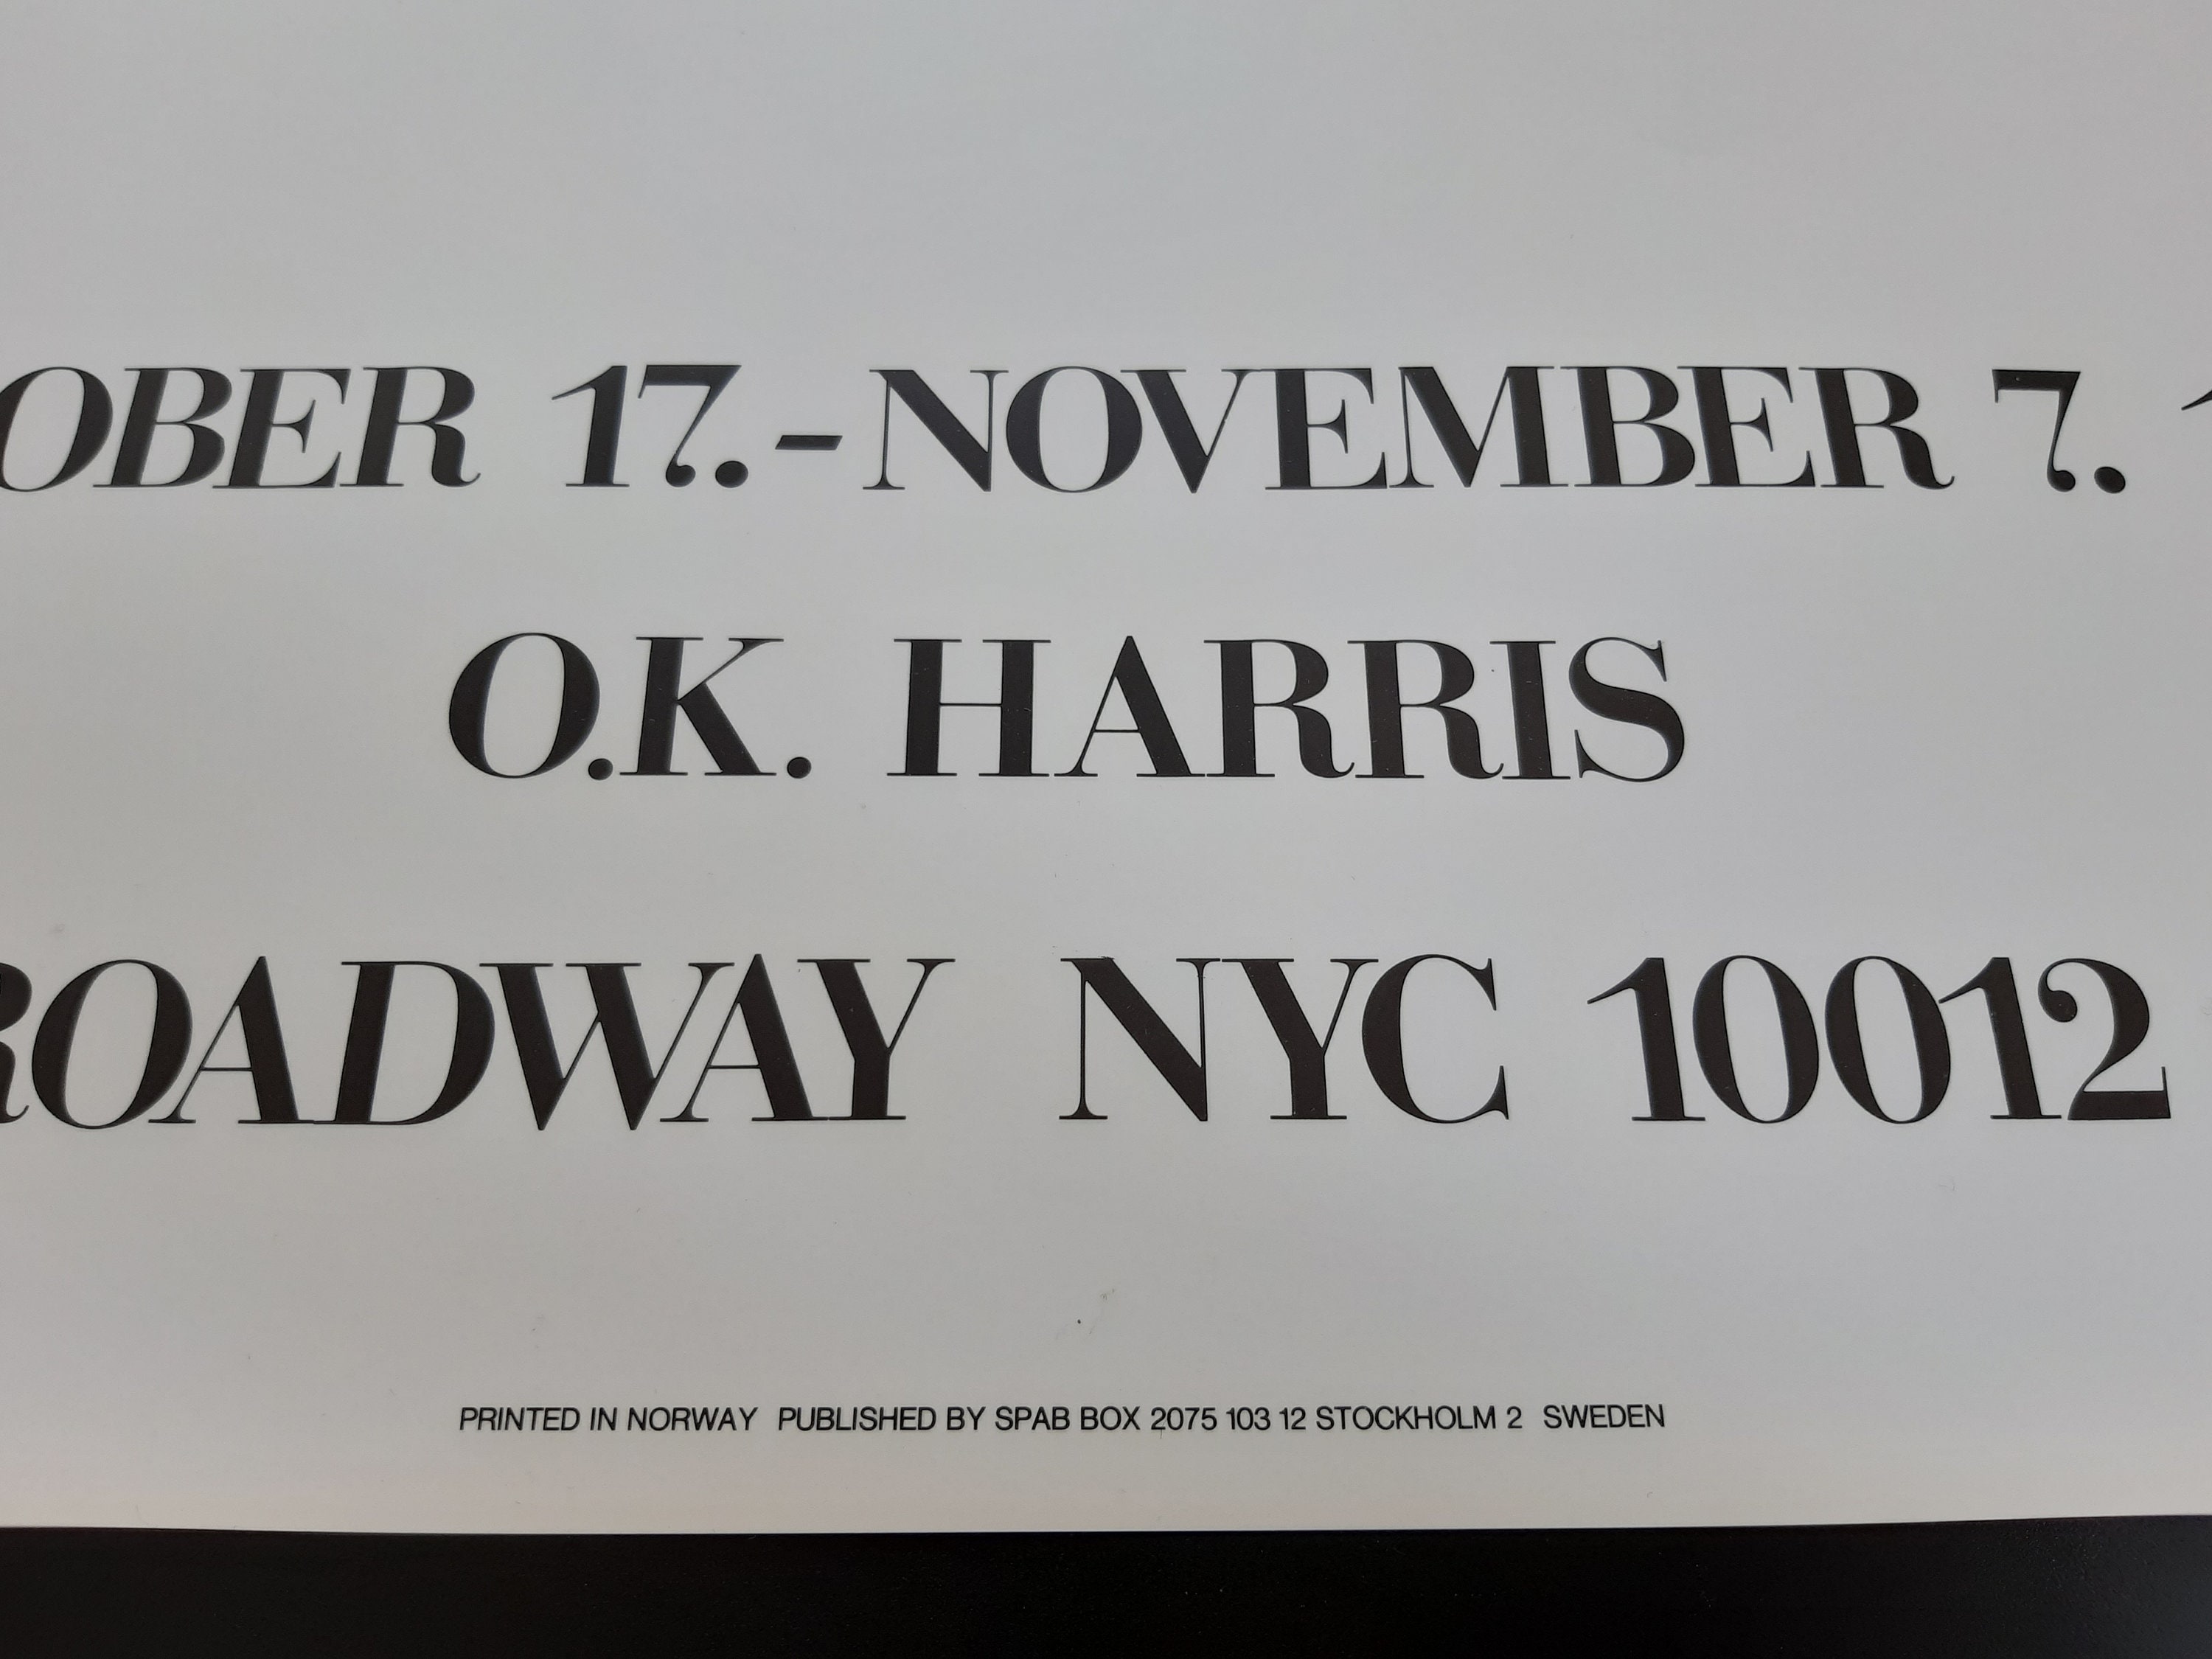 OBER 17.-NOVEMBER 7. 1
O.K. HARRIS
ROADWAY NYC 10012
PRINTED IN NORWAY PUBLISHED BY SPAB BOX 2075 103 12 STOCKHOLM 2 SWEDEN